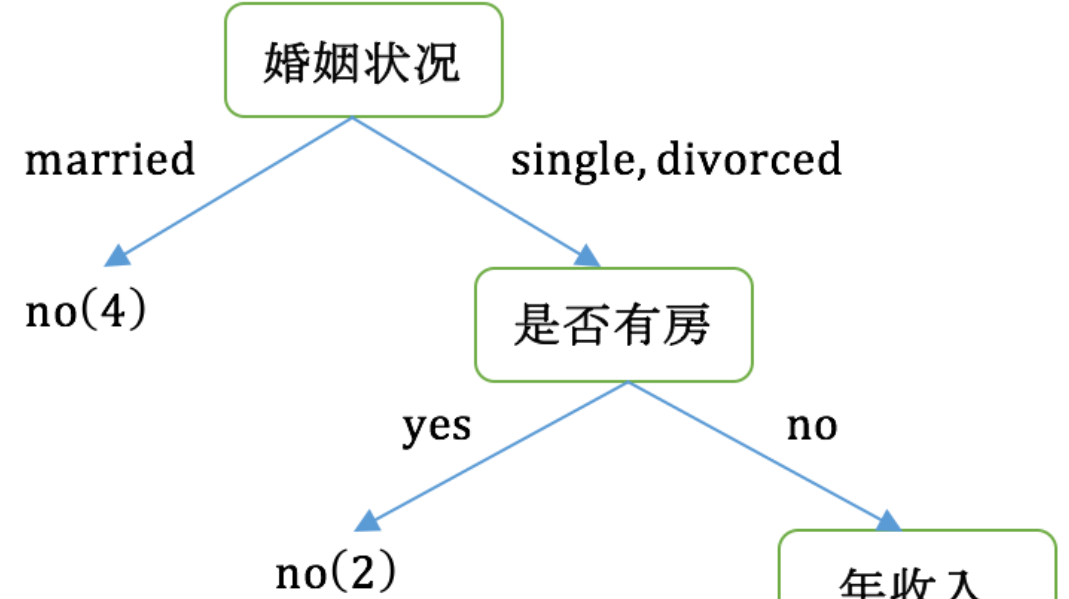 婚姻状况
married
single, divorced
no(4)
是否有房
yes
no
no(2)
年收入